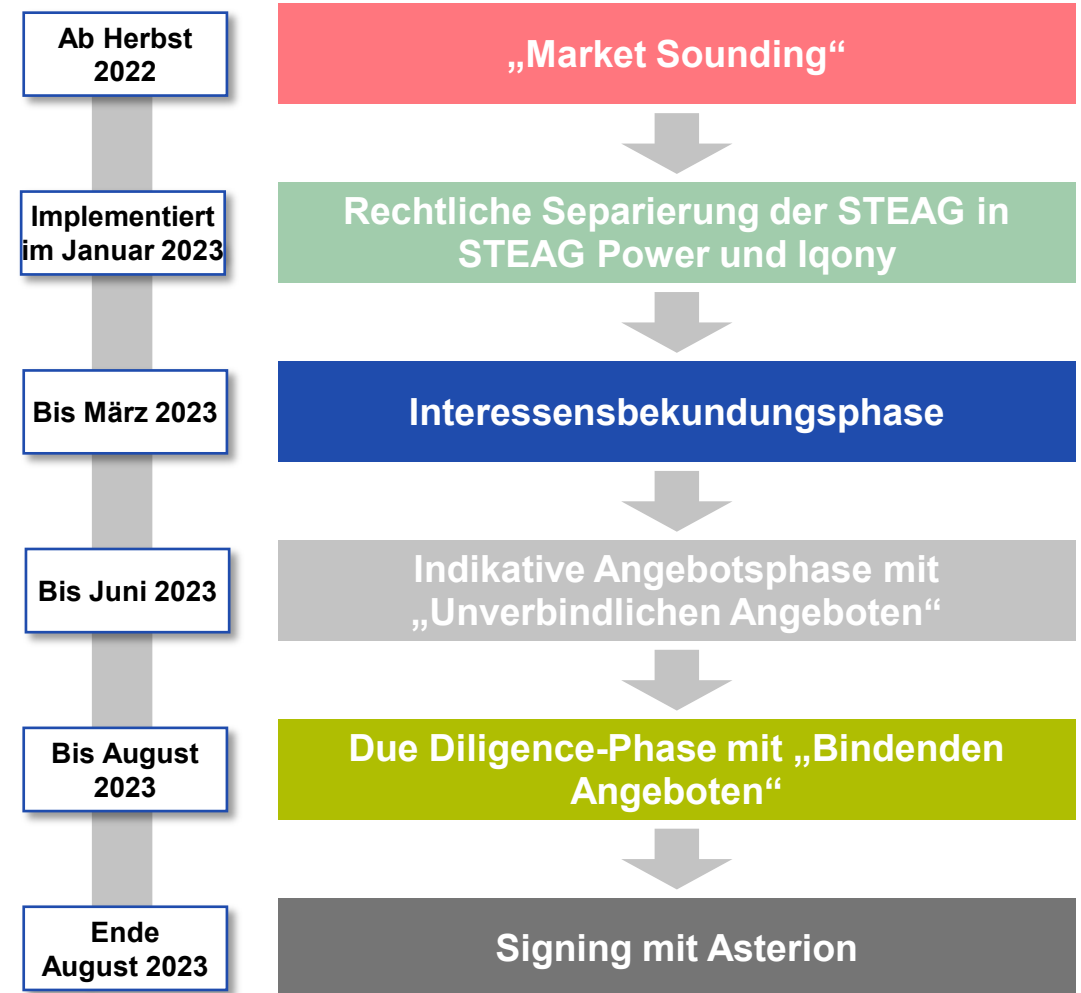 Ab Herbst
2022
„Market Sounding“
Implementiert
im Januar 2023
Rechtliche Separierung der STEAG in
STEAG Power und Iqony
Bis März 2023
Interessensbekundungsphase
Bis Juni 2023
Indikative Angebotsphase mit
„Unverbindlichen Angeboten“
Bis August
2023
Due Diligence-Phase mit „Bindenden
Angeboten“
Ende
August 2023
Signing mit Asterion